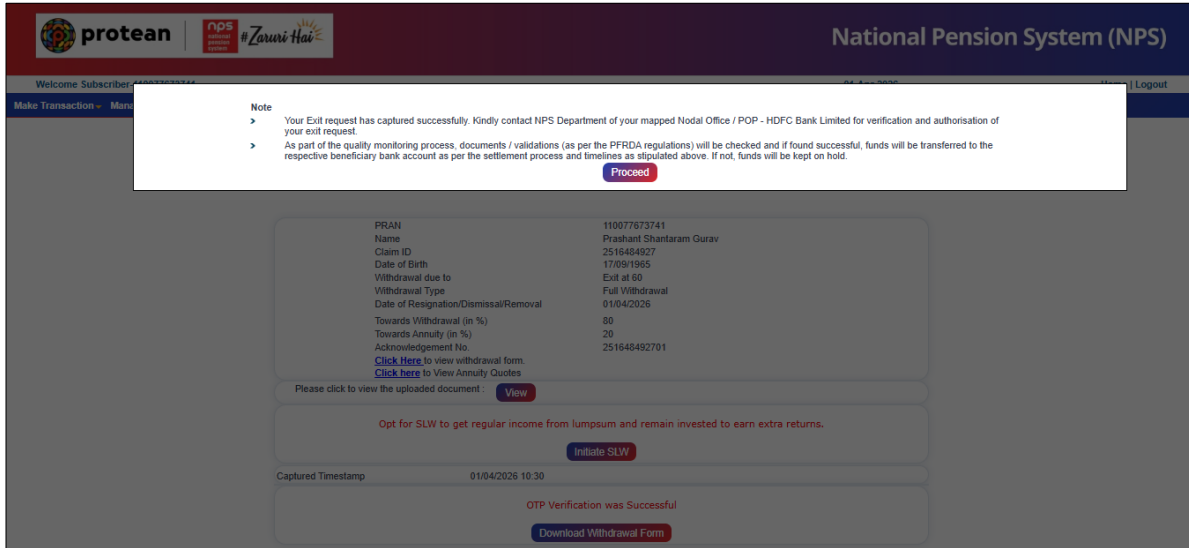 protean
nps
national
pension
system
#Zaruri Hai
National Pension System (NPS)
Welcome Subscriber-110077673741
01-Apr-2026
Home | Logout
Make Transaction
Note
Your Exit request has captured successfully. Kindly contact NPS Department of your mapped Nodal Office / POP - HDFC Bank Limited for verification and authorisation of
your exit request.
As part of the quality monitoring process, documents / validations (as per the PFRDA regulations) will be checked and if found successful, funds will be transferred to the
respective beneficiary bank account as per the settlement process and timelines as stipulated above. If not, funds will be kept on hold.
Proceed
PRAN 110077673741
Name Prashant Shantaram Gurav
Claim ID 2516484927
Date of Birth 17/09/1965
Withdrawal due to Exit at 60
Withdrawal Type Full Withdrawal
Date of Resignation/Dismissal/Removal 01/04/2026
Towards Withdrawal (in %) 80
Towards Annuity (in %) 20
Acknowledgement No. 251648492701
Click Here to view withdrawal form.
Click here to View Annuity Quotes
Please click to view the uploaded document : View
Opt for SLW to get regular income from lumpsum and remain invested to earn extra returns.
Initiate SLW
Captured Timestamp 01/04/2026 10:30
OTP Verification was Successful
Download Withdrawal Form